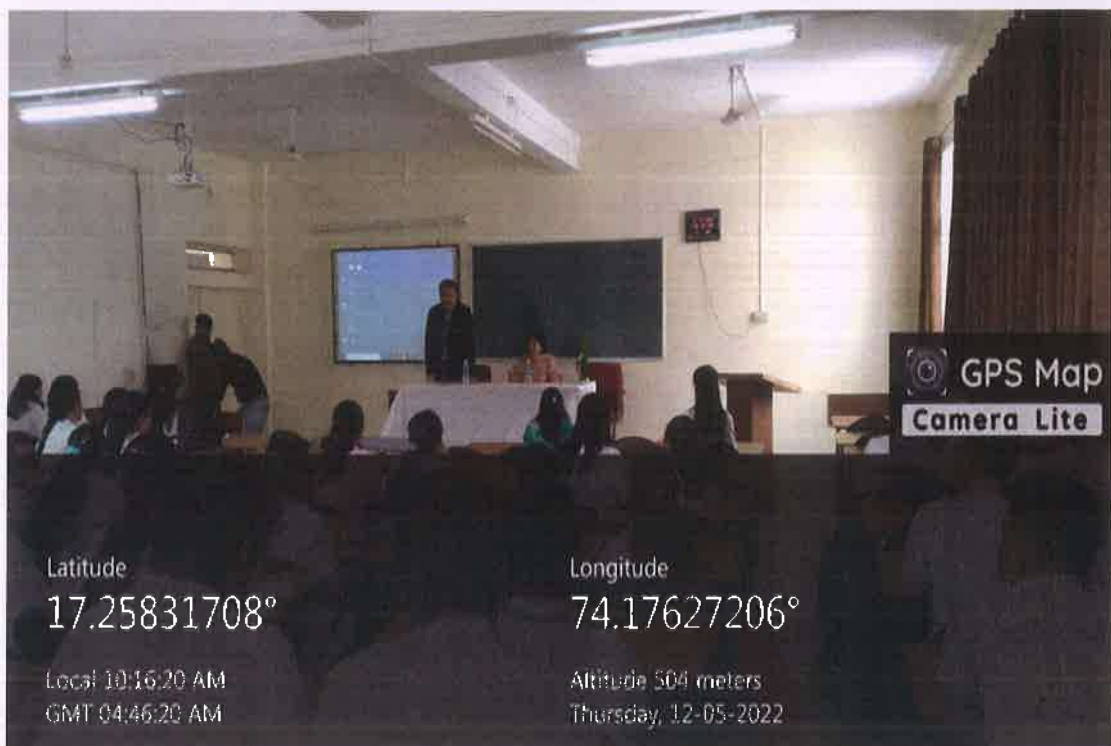 GPS Map
Camera Lite
Latitude
17.25831708°
Longitude
74.17627206°
Local 10:16:20 AM
GMT 04:46:20 AM
Altitude 504 meters
Thursday, 12-05-2022